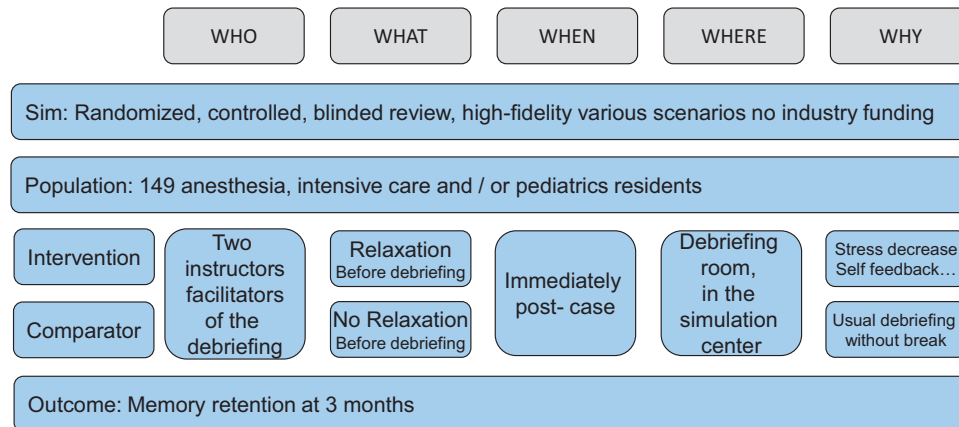 WHO
WHAT
WHEN
WHERE
WHY
Sim: Randomized, controlled, blinded review, high-fidelity various scenarios no industry funding
Population: 149 anesthesia, intensive care and / or pediatrics residents
Intervention
Comparator
Two
instructors
facilitators
of the
debriefing
Relaxation
Before debriefing
No Relaxation
Before debriefing
Immediately
post- case
Debriefing
room,
in the
simulation
center
Stress decrease
Self feedback…
Usual debriefing
without break
Outcome: Memory retention at 3 months